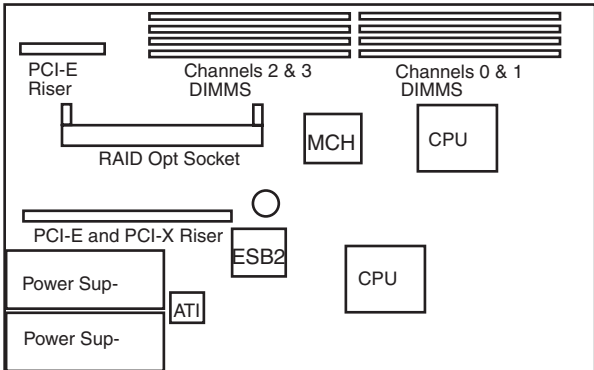 PCI-E
Riser
Channels 2 & 3
DIMMS
Channels 0 & 1
DIMMS
RAID Opt Socket
MCH
CPU
PCI-E and PCI-X Riser
ESB2
CPU
Power Sup-
ATI
Power Sup-